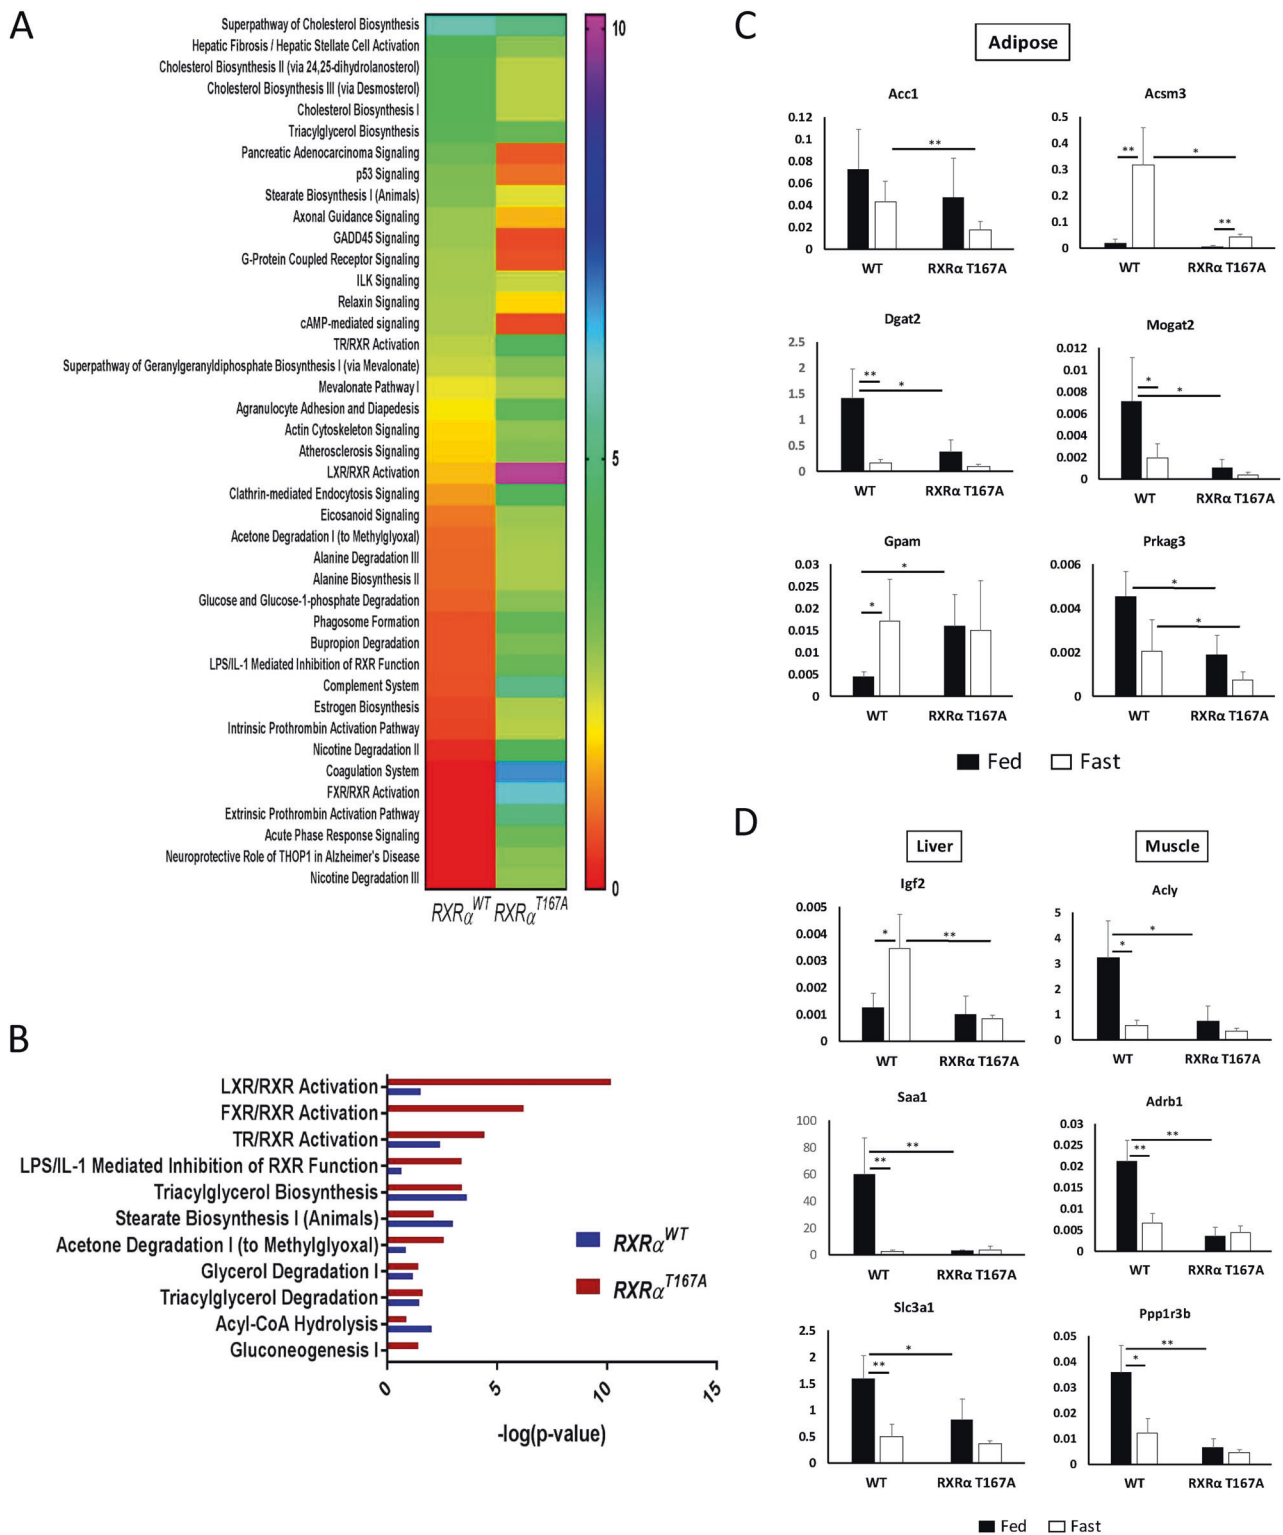 A
Superpathway of Cholesterol Biosynthesis
Hepatic Fibrosis / Hepatic Stellate Cell Activation
Cholesterol Biosynthesis II (via 24,25-dihydrolanosterol)
Cholesterol Biosynthesis III (via Desmosterol)
Cholesterol Biosynthesis I
Triacylglycerol Biosynthesis
Pancreatic Adenocarcinoma Signaling
p53 Signaling
Stearate Biosynthesis I (Animals)
Axonal Guidance Signaling
GADD45 Signaling
G-Protein Coupled Receptor Signaling
ILK Signaling
Relaxin Signaling
cAMP-mediated signaling
TR/RXR Activation
Superpathway of Geranylgeranyldiphosphate Biosynthesis I (via Mevalonate)
Mevalonate Pathway I
Agranulocyte Adhesion and Diapedesis
Actin Cytoskeleton Signaling
Atherosclerosis Signaling
LXR/RXR Activation
Clathrin-mediated Endocytosis Signaling
Eicosanoid Signaling
Acetone Degradation I (to Methylglyoxal)
Alanine Degradation III
Alanine Biosynthesis II
Glucose and Glucose-1-phosphate Degradation
Phagosome Formation
Bupropion Degradation
LPS/IL-1 Mediated Inhibition of RXR Function
Complement System
Estrogen Biosynthesis
Intrinsic Prothrombin Activation Pathway
Nicotine Degradation II
Coagulation System
FXR/RXR Activation
Extrinsic Prothrombin Activation Pathway
Acute Phase Response Signaling
Neuroprotective Role of THOP1 in Alzheimer's Disease
Nicotine Degradation III
RXRα WT RXRα T167A
10
5
0
B
LXR/RXR Activation
FXR/RXR Activation
TR/RXR Activation
LPS/IL-1 Mediated Inhibition of RXR Function
Triacylglycerol Biosynthesis
Stearate Biosynthesis I (Animals)
Acetone Degradation I (to Methylglyoxal)
Glycerol Degradation I
Triacylglycerol Degradation
Acyl-CoA Hydrolysis
Gluconeogenesis I
0 5 10 15
-log(p-value)
RXRα WT
RXRα T167A
C
Adipose
Acc1
0.12
0.1
0.08
0.06
0.04
0.02
0
**
WT RXRα T167A
Acsm3
0.5
0.4
0.3
0.2
0.1
0
** *
**
WT RXRα T167A
Dgat2
2.5
2
1.5
1
0.5
0
**
*
WT RXRα T167A
Mogat2
0.012
0.01
0.008
0.006
0.004
0.002
0
*
*
WT RXRα T167A
Gpam
0.03
0.025
0.02
0.015
0.01
0.005
0
*
*
WT RXRα T167A
Prkag3
0.006
0.004
0.002
0
*
*
WT RXRα T167A
Fed Fast
D
Liver
Igf2
0.005
0.004
0.003
0.002
0.001
0
* **
WT RXRα T167A
Muscle
Acly
5
4
3
2
1
0
*
*
WT RXRα T167A
Saa1
100
80
60
40
20
0
**
**
WT RXRα T167A
Adrb1
0.03
0.025
0.02
0.015
0.01
0.005
0
**
**
WT RXRα T167A
Slc3a1
2.5
2
1.5
1
0.5
0
*
**
WT RXRα T167A
Ppp1r3b
0.05
0.04
0.03
0.02
0.01
0
**
*
WT RXRα T167A
Fed Fast